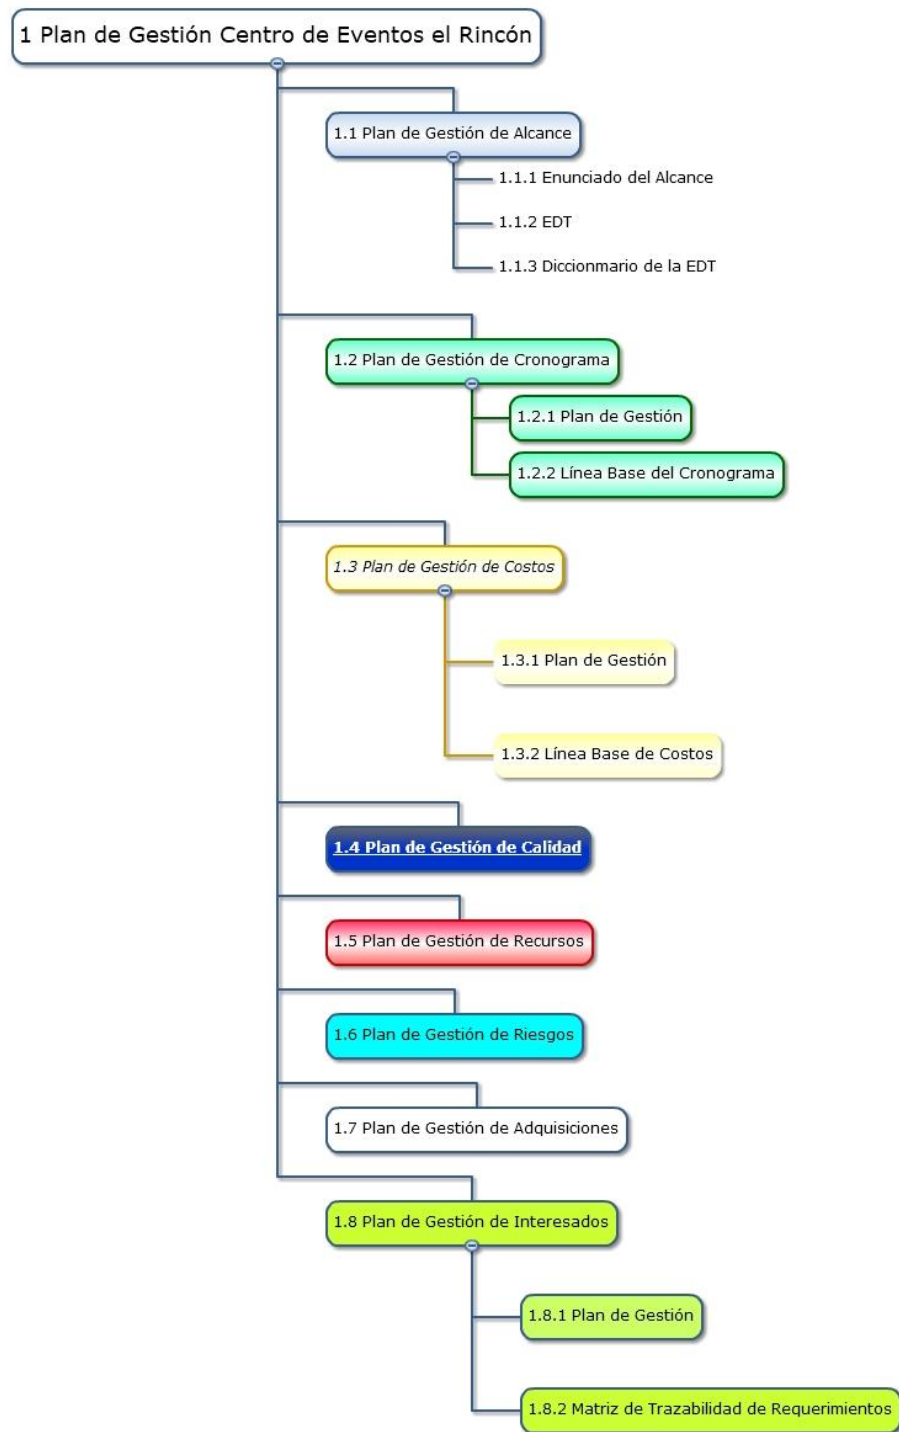 1 Plan de Gestión Centro de Eventos el Rincón
1.1 Plan de Gestión de Alcance
1.1.1 Enunciado del Alcance
1.1.2 EDT
1.1.3 Diccionmario de la EDT
1.2 Plan de Gestión de Cronograma
1.2.1 Plan de Gestión
1.2.2 Línea Base del Cronograma
1.3 Plan de Gestión de Costos
1.3.1 Plan de Gestión
1.3.2 Línea Base de Costos
1.4 Plan de Gestión de Calidad
1.5 Plan de Gestión de Recursos
1.6 Plan de Gestión de Riesgos
1.7 Plan de Gestión de Adquisiciones
1.8 Plan de Gestión de Interesados
1.8.1 Plan de Gestión
1.8.2 Matriz de Trazabilidad de Requerimientos